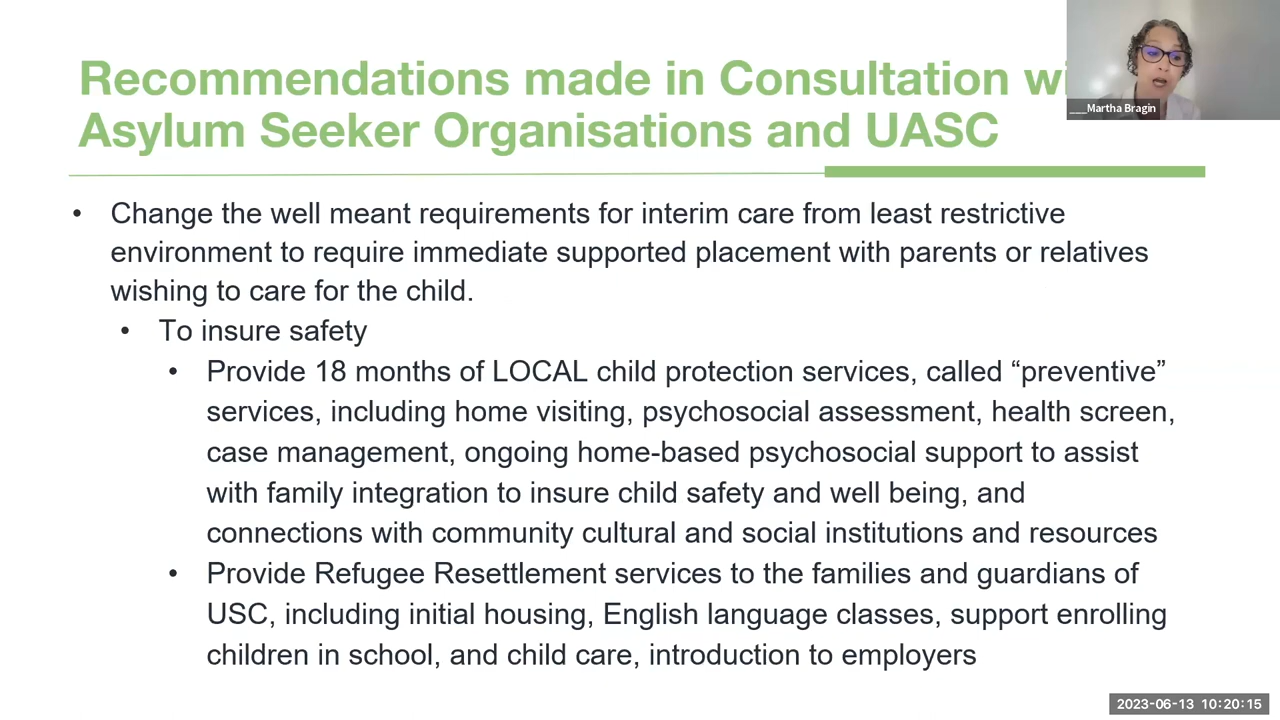 Recommendations made in Consultation wi
Asylum Seeker Organisations and UASC
___Martha Bragin
• Change the well meant requirements for interim care from least restrictive
environment to require immediate supported placement with parents or relatives
wishing to care for the child.
• To insure safety
• Provide 18 months of LOCAL child protection services, called “preventive”
services, including home visiting, psychosocial assessment, health screen,
case management, ongoing home-based psychosocial support to assist
with family integration to insure child safety and well being, and
connections with community cultural and social institutions and resources
• Provide Refugee Resettlement services to the families and guardians of
USC, including initial housing, English language classes, support enrolling
children in school, and child care, introduction to employers
2023-06-13 10:20:15